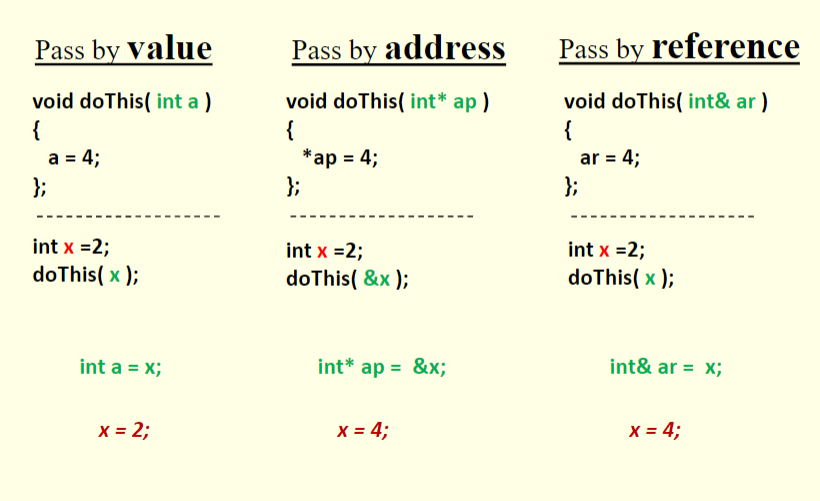 Pass by value
void doThis( int a )
{
a = 4;
};
-------------------
int x =2;
doThis( x );
int a = x;
x = 2;
Pass by address
void doThis( int* ap )
{
*ap = 4;
};
-------------------
int x =2;
doThis( &x );
int* ap = &x;
x = 4;
Pass by reference
void doThis( int& ar )
{
ar = 4;
};
-------------------
int x =2;
doThis( x );
int& ar = x;
x = 4;